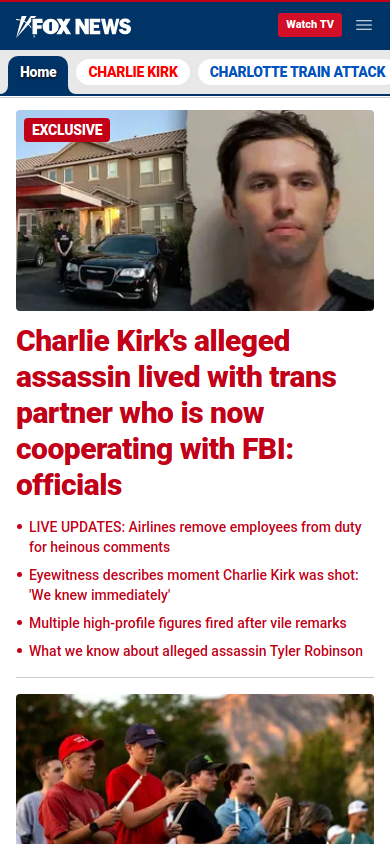 FOX NEWS
Watch TV
Home
CHARLIE KIRK
CHARLOTTE TRAIN ATTACK
EXCLUSIVE
Charlie Kirk's alleged
assassin lived with trans
partner who is now
cooperating with FBI:
officials
• LIVE UPDATES: Airlines remove employees from duty
for heinous comments
• Eyewitness describes moment Charlie Kirk was shot:
'We knew immediately'
• Multiple high-profile figures fired after vile remarks
• What we know about alleged assassin Tyler Robinson